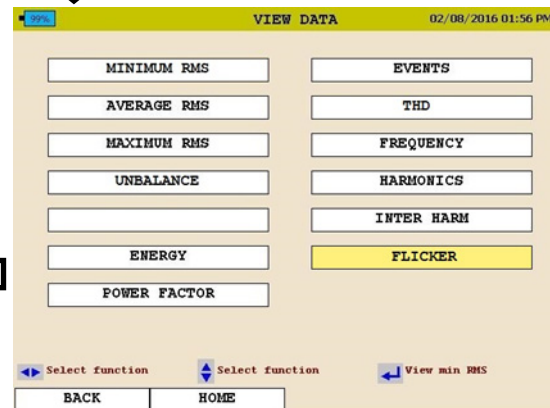 99% VIEW DATA 02/08/2016 01:56 PM
MINIMUM RMS EVENTS
AVERAGE RMS THD
MAXIMUM RMS FREQUENCY
UNBALANCE HARMONICS
INTER HARM
ENERGY FLICKER
POWER FACTOR
Select function Select function View min RMS
BACK HOME